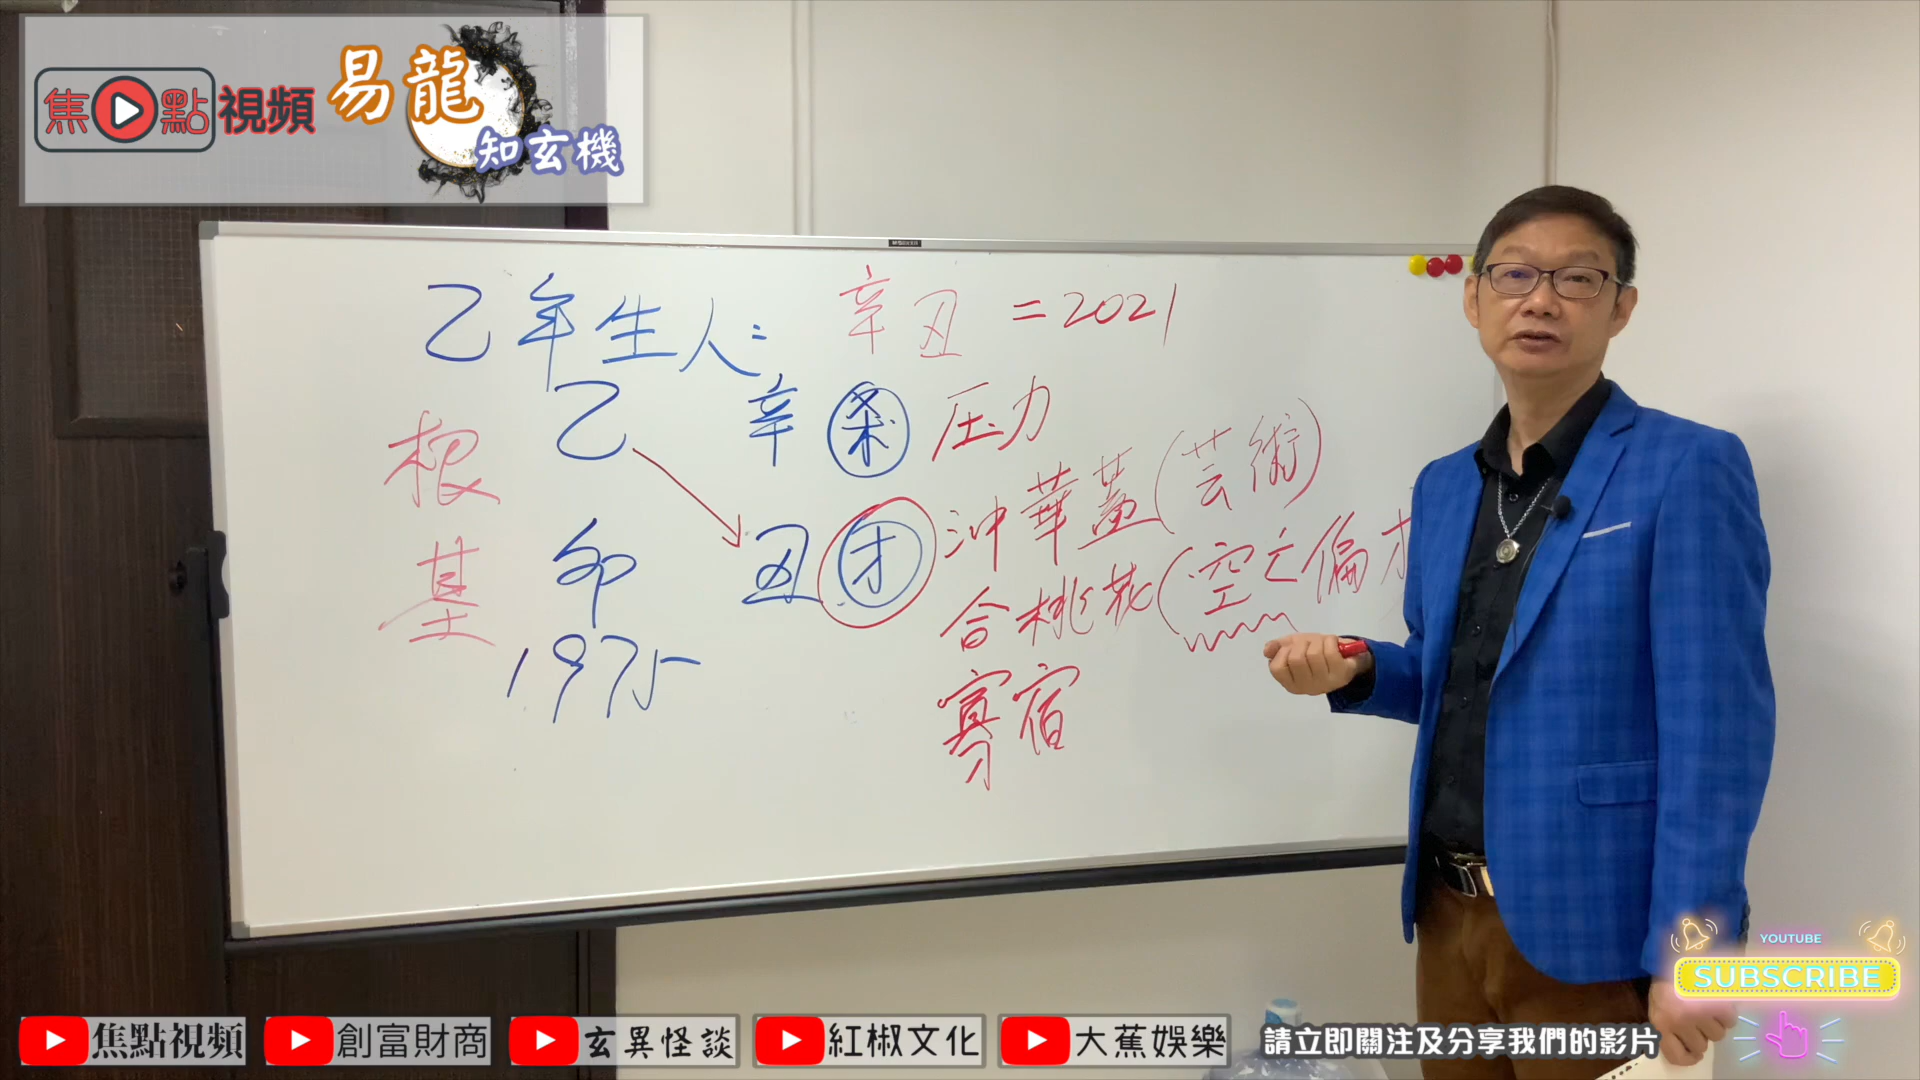 焦點視頻
易龍
知玄機
乙年生人: 辛丑 = 2021
根基
乙 辛 杀 压力
卯 丑 才 沖華蓋(芸術)
合桃花(空亡偏才
寡宿
1975
YOUTUBE
SUBSCRIBE
焦點視頻 創富財商 玄異怪談 紅椒文化 大蕉娛樂 請立即關注及分享我們的影片